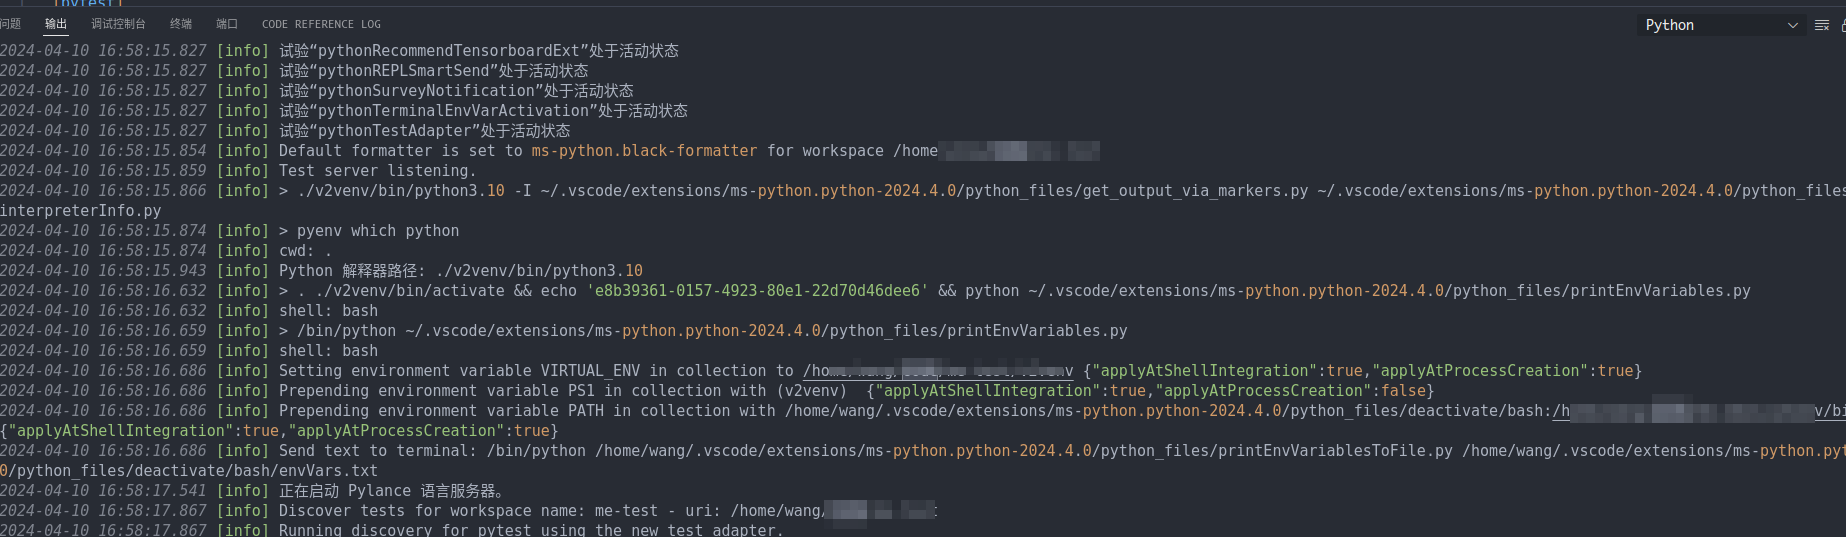 [pytest]
问题 输出 调试控制台 终端 端口 CODE REFERENCE LOG Python
2024-04-10 16:58:15.827 [info] 试验“pythonRecommendTensorboardExt”处于活动状态
2024-04-10 16:58:15.827 [info] 试验“pythonREPLSmartSend”处于活动状态
2024-04-10 16:58:15.827 [info] 试验“pythonSurveyNotification”处于活动状态
2024-04-10 16:58:15.827 [info] 试验“pythonTerminalEnvVarActivation”处于活动状态
2024-04-10 16:58:15.827 [info] 试验“pythonTestAdapter”处于活动状态
2024-04-10 16:58:15.854 [info] Default formatter is set to ms-python.black-formatter for workspace /home
2024-04-10 16:58:15.859 [info] Test server listening.
2024-04-10 16:58:15.866 [info] > ./v2venv/bin/python3.10 -I ~/.vscode/extensions/ms-python.python-2024.4.0/python_files/get_output_via_markers.py ~/.vscode/extensions/ms-python.python-2024.4.0/python_files
interpreterInfo.py
2024-04-10 16:58:15.874 [info] > pyenv which python
2024-04-10 16:58:15.874 [info] cwd: .
2024-04-10 16:58:15.943 [info] Python 解释器路径: ./v2venv/bin/python3.10
2024-04-10 16:58:16.632 [info] > . ./v2venv/bin/activate && echo 'e8b39361-0157-4923-80e1-22d70d46dee6' && python ~/.vscode/extensions/ms-python.python-2024.4.0/python_files/printEnvVariables.py
2024-04-10 16:58:16.632 [info] shell: bash
2024-04-10 16:58:16.659 [info] > /bin/python ~/.vscode/extensions/ms-python.python-2024.4.0/python_files/printEnvVariables.py
2024-04-10 16:58:16.659 [info] shell: bash
2024-04-10 16:58:16.686 [info] Setting environment variable VIRTUAL_ENV in collection to {"applyAtShellIntegration":true,"applyAtProcessCreation":true}
2024-04-10 16:58:16.686 [info] Prepending environment variable PS1 in collection with (v2venv)  {"applyAtShellIntegration":true,"applyAtProcessCreation":false}
2024-04-10 16:58:16.686 [info] Prepending environment variable PATH in collection with /home/wang/.vscode/extensions/ms-python.python-2024.4.0/python_files/deactivate/bash:/h v/bi
{"applyAtShellIntegration":true,"applyAtProcessCreation":true}
2024-04-10 16:58:16.686 [info] Send text to terminal: /bin/python /home/wang/.vscode/extensions/ms-python.python-2024.4.0/python_files/printEnvVariablesToFile.py /home/wang/.vscode/extensions/ms-python.pyt
0/python_files/deactivate/bash/envVars.txt
2024-04-10 16:58:17.541 [info] 正在启动 Pylance 语言服务器。
2024-04-10 16:58:17.867 [info] Discover tests for workspace name: me-test - uri: /home/wang/
2024-04-10 16:58:17.867 [info] Running discovery for pytest using the new test adapter.